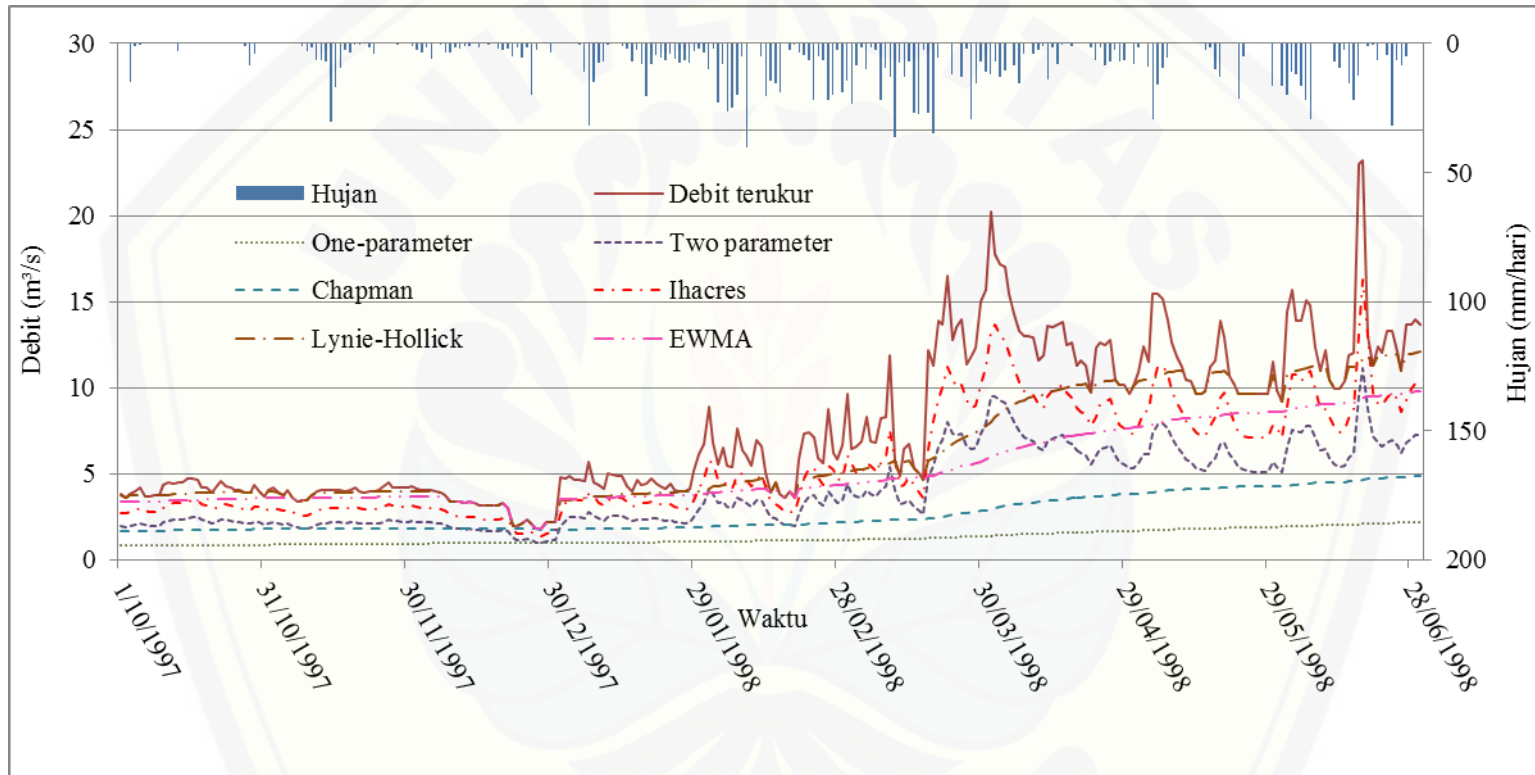 UNIVERSITAS
30
25
20
15
10
5
0
Debit (m³/s)
0
50
100
150
200
Hujan (mm/hari)
Hujan
Debit terukur
One-parameter
Two parameter
Chapman
Ihacres
Lynie-Hollick
EWMA
1/10/1997
31/10/1997
30/11/1997
30/12/1997
29/01/1998
28/02/1998
30/03/1998
29/04/1998
29/05/1998
28/06/1998
Waktu